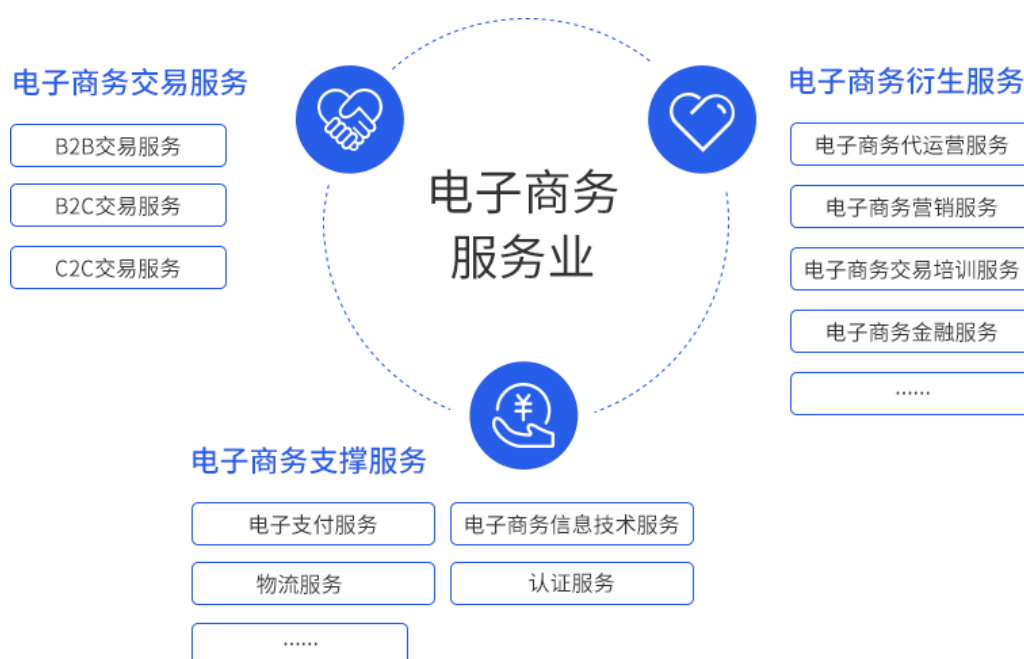 电子商务交易服务
B2B交易服务
B2C交易服务
C2C交易服务
电子商务
服务业
电子商务衍生服务
电子商务代运营服务
电子商务营销服务
电子商务交易培训服务
电子商务金融服务
……
¥
电子商务支撑服务
电子支付服务
电子商务信息技术服务
物流服务
认证服务
……